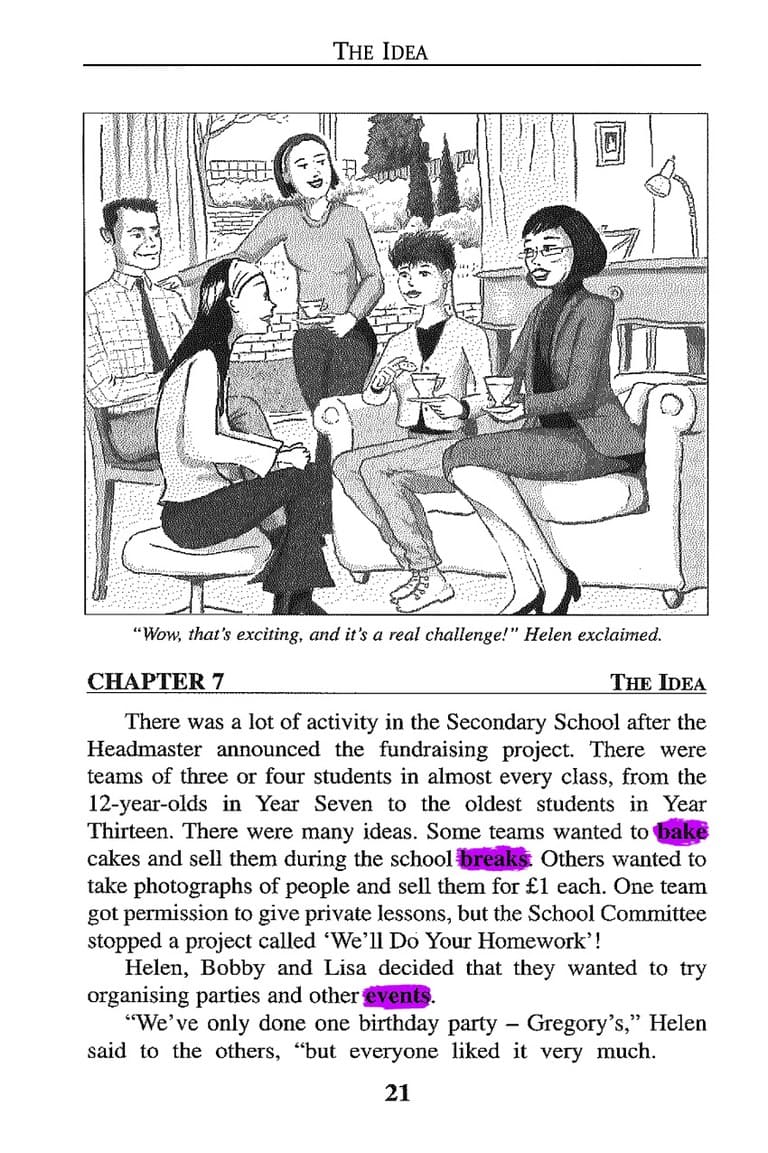 THE IDEA
"Wow, that's exciting, and it's a real challenge!" Helen exclaimed.
CHAPTER 7 THE IDEA
There was a lot of activity in the Secondary School after the
Headmaster announced the fundraising project. There were
teams of three or four students in almost every class, from the
12-year-olds in Year Seven to the oldest students in Year
Thirteen. There were many ideas. Some teams wanted to bake
cakes and sell them during the school breaks. Others wanted to
take photographs of people and sell them for £1 each. One team
got permission to give private lessons, but the School Committee
stopped a project called ‘We'll Do Your Homework’!
Helen, Bobby and Lisa decided that they wanted to try
organising parties and other events.
"We've only done one birthday party – Gregory's," Helen
said to the others, "but everyone liked it very much.
21